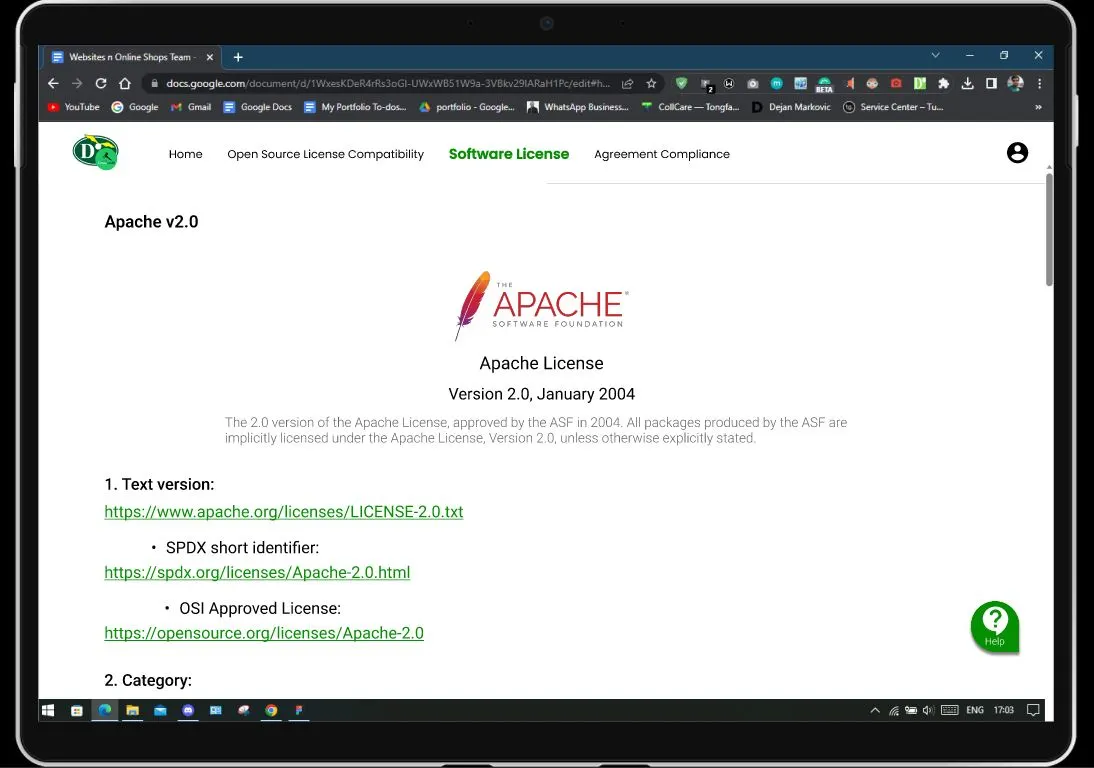 Websites n Online Shops Team -
docs.google.com/document/d/1WxesKDeR4rRs3oGI-UWxWB51W9a-3VBkv29IARaH1Pc/edit#h...
2
BETA
YouTube
Google
Gmail
Google Docs
My Portfolio To-dos...
portfolio - Google...
WhatsApp Business...
CollCare — Tongfa...
Dejan Markovic
Service Center – Tu...
D
Home
Open Source License Compatibility
Software License
Agreement Compliance
Apache v2.0
THE
APACHE®
SOFTWARE FOUNDATION
Apache License
Version 2.0, January 2004
The 2.0 version of the Apache License, approved by the ASF in 2004. All packages produced by the ASF are
implicitly licensed under the Apache License, Version 2.0, unless otherwise explicitly stated.
1. Text version:
https://www.apache.org/licenses/LICENSE-2.0.txt
• SPDX short identifier:
https://spdx.org/licenses/Apache-2.0.html
• OSI Approved License:
https://opensource.org/licenses/Apache-2.0
Help
2. Category:
ENG
17:03